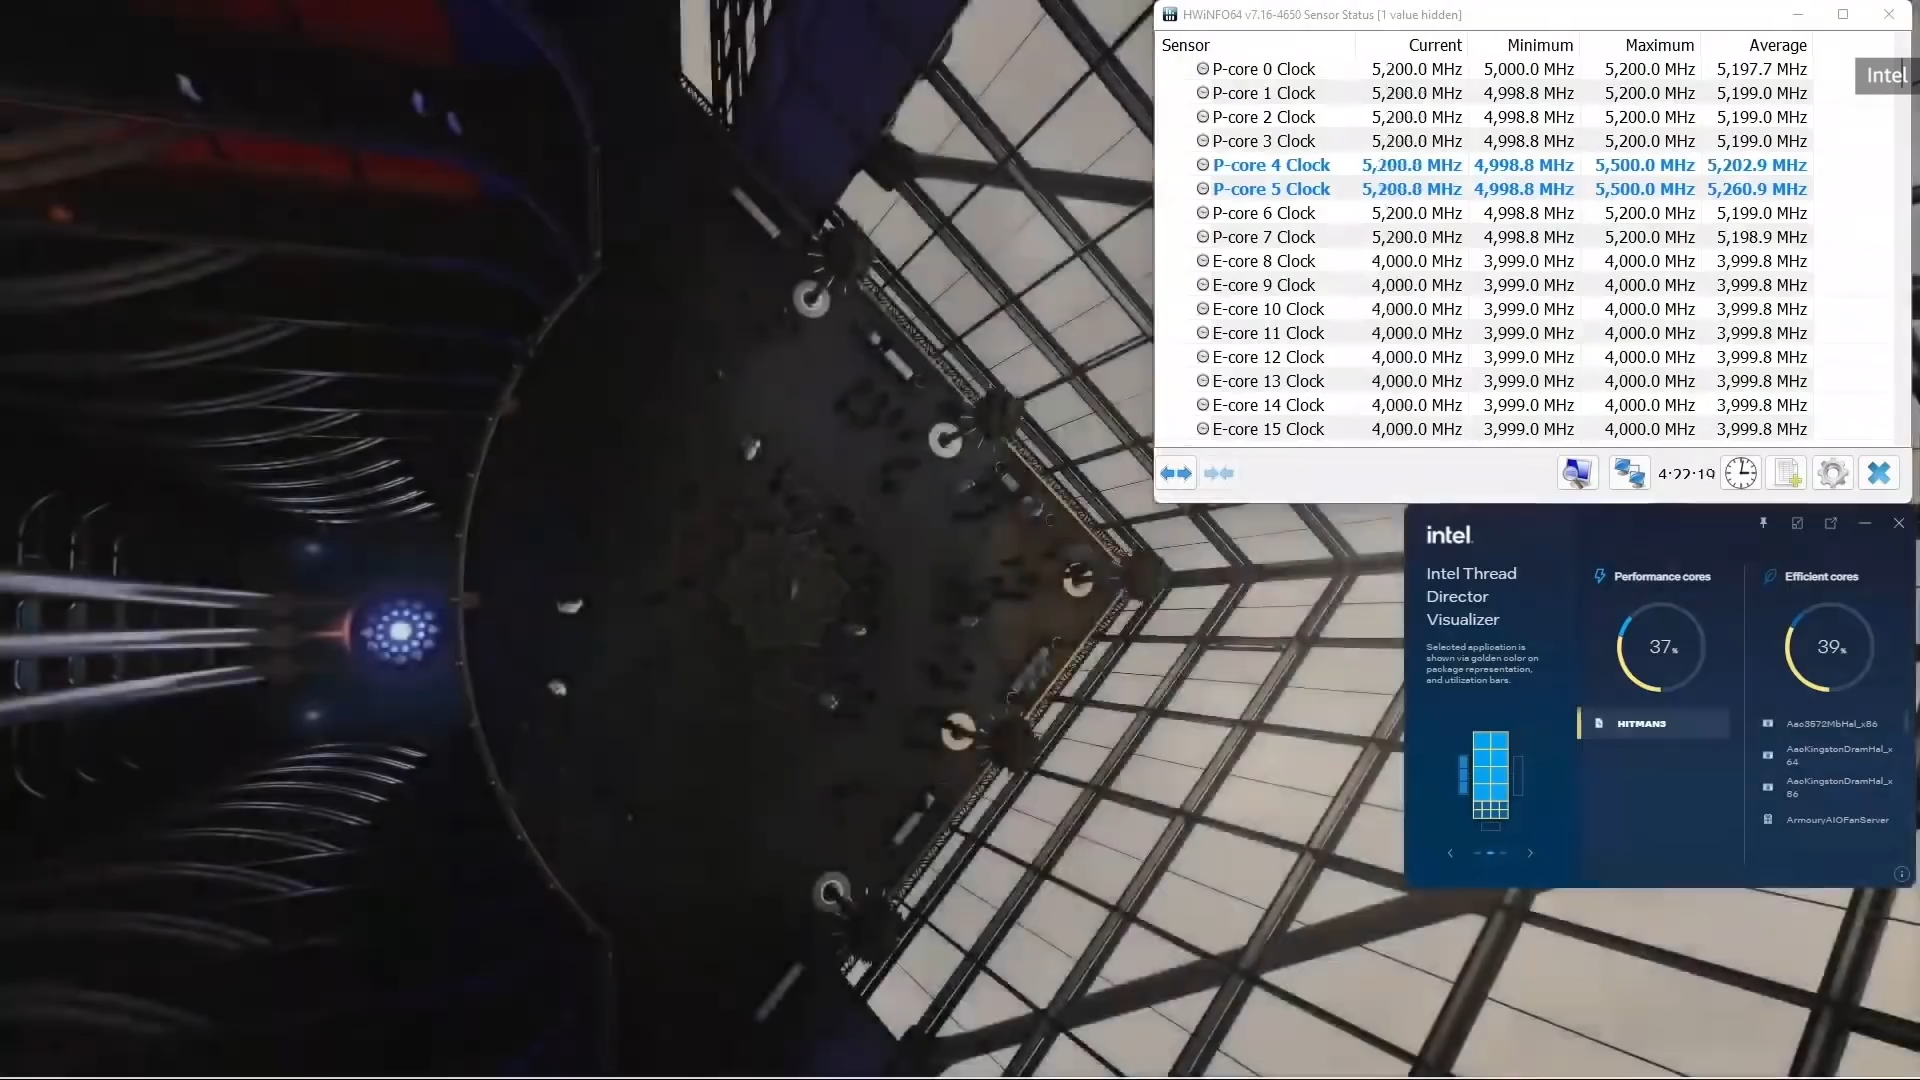 HWiNFO64 v7.16-4650 Sensor Status [1 value hidden]
Sensor Current Minimum Maximum Average
P-core 0 Clock 5,200.0 MHz 5,000.0 MHz 5,200.0 MHz 5,197.7 MHz
P-core 1 Clock 5,200.0 MHz 4,998.8 MHz 5,200.0 MHz 5,199.0 MHz
P-core 2 Clock 5,200.0 MHz 4,998.8 MHz 5,200.0 MHz 5,199.0 MHz
P-core 3 Clock 5,200.0 MHz 4,998.8 MHz 5,200.0 MHz 5,199.0 MHz
P-core 4 Clock 5,200.0 MHz 4,998.8 MHz 5,500.0 MHz 5,202.9 MHz
P-core 5 Clock 5,200.0 MHz 4,998.8 MHz 5,500.0 MHz 5,260.9 MHz
P-core 6 Clock 5,200.0 MHz 4,998.8 MHz 5,200.0 MHz 5,199.0 MHz
P-core 7 Clock 5,200.0 MHz 4,998.8 MHz 5,200.0 MHz 5,198.9 MHz
E-core 8 Clock 4,000.0 MHz 3,999.0 MHz 4,000.0 MHz 3,999.8 MHz
E-core 9 Clock 4,000.0 MHz 3,999.0 MHz 4,000.0 MHz 3,999.8 MHz
E-core 10 Clock 4,000.0 MHz 3,999.0 MHz 4,000.0 MHz 3,999.8 MHz
E-core 11 Clock 4,000.0 MHz 3,999.0 MHz 4,000.0 MHz 3,999.8 MHz
E-core 12 Clock 4,000.0 MHz 3,999.0 MHz 4,000.0 MHz 3,999.8 MHz
E-core 13 Clock 4,000.0 MHz 3,999.0 MHz 4,000.0 MHz 3,999.8 MHz
E-core 14 Clock 4,000.0 MHz 3,999.0 MHz 4,000.0 MHz 3,999.8 MHz
E-core 15 Clock 4,000.0 MHz 3,999.0 MHz 4,000.0 MHz 3,999.8 MHz
4:22:19
Intel
intel.
Intel Thread
Director
Visualizer
Selected application is
shown via golden color on
package representation,
and utilization bars.
Performance cores
37%
HITMAN3
Efficient cores
39%
Aac3572MbHal_x86
AaoKingstonDramHal_x
64
AaoKingstonDramHal_x
86
ArmouryAIOFanServer